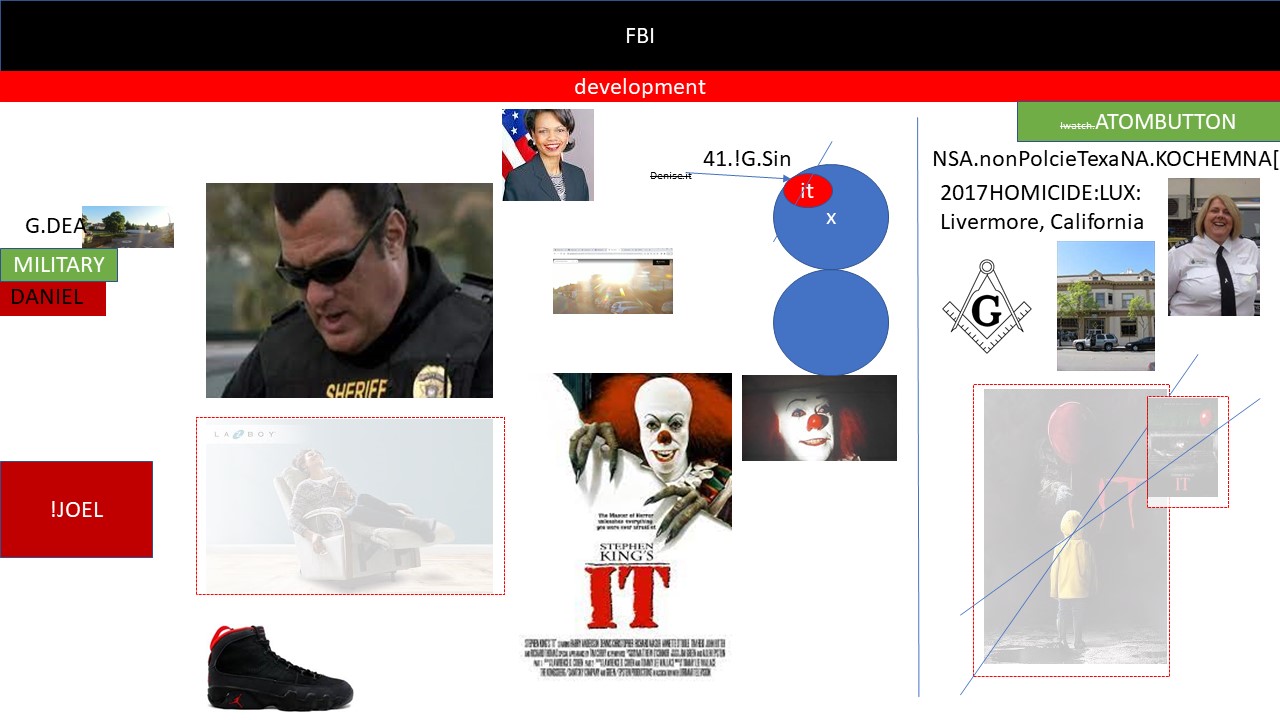 FBI
development
Iwatch.ATOMBUTTON
41.!G.Sin
Denise.it
it
x
NSA.nonPolcieTexaNA.KOCHEMNA[
2017HOMICIDE:LUX:
Livermore, California
G.DEA
MILITARY
DANIEL
SHERIFF
G
LA BOY
!JOEL
The Master of Horror
unleashes everything
you were ever afraid of.
STEPHEN
KING'S
IT
IT
IT